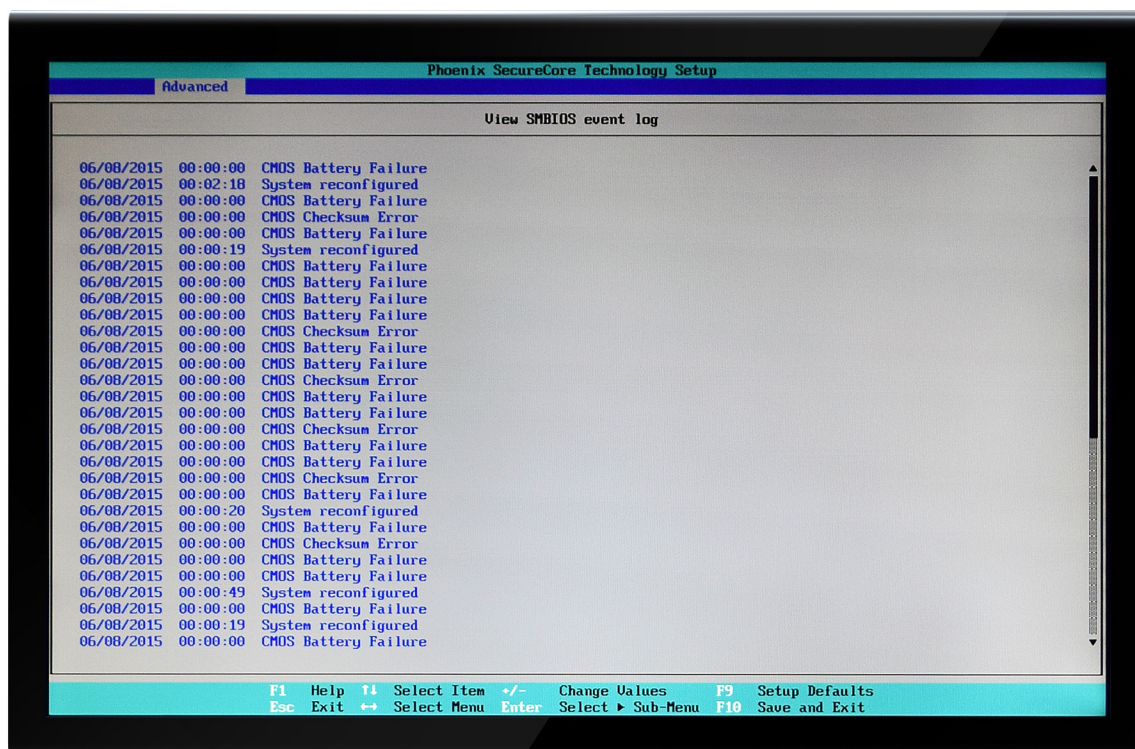 Phoenix SecureCore Technology Setup
Advanced
View SMBIOS event log
06/08/2015 00:00:00 CMOS Battery Failure
06/08/2015 00:02:18 System reconfigured
06/08/2015 00:00:00 CMOS Battery Failure
06/08/2015 00:00:00 CMOS Checksum Error
06/08/2015 00:00:00 CMOS Battery Failure
06/08/2015 00:00:19 System reconfigured
06/08/2015 00:00:00 CMOS Battery Failure
06/08/2015 00:00:00 CMOS Battery Failure
06/08/2015 00:00:00 CMOS Battery Failure
06/08/2015 00:00:00 CMOS Battery Failure
06/08/2015 00:00:00 CMOS Checksum Error
06/08/2015 00:00:00 CMOS Battery Failure
06/08/2015 00:00:00 CMOS Battery Failure
06/08/2015 00:00:00 CMOS Checksum Error
06/08/2015 00:00:00 CMOS Battery Failure
06/08/2015 00:00:00 CMOS Battery Failure
06/08/2015 00:00:00 CMOS Checksum Error
06/08/2015 00:00:00 CMOS Battery Failure
06/08/2015 00:00:00 CMOS Battery Failure
06/08/2015 00:00:00 CMOS Checksum Error
06/08/2015 00:00:00 CMOS Battery Failure
06/08/2015 00:00:20 System reconfigured
06/08/2015 00:00:00 CMOS Battery Failure
06/08/2015 00:00:00 CMOS Checksum Error
06/08/2015 00:00:00 CMOS Battery Failure
06/08/2015 00:00:00 CMOS Battery Failure
06/08/2015 00:00:49 System reconfigured
06/08/2015 00:00:00 CMOS Battery Failure
06/08/2015 00:00:19 System reconfigured
06/08/2015 00:00:00 CMOS Battery Failure
F1 Help ↑↓ Select Item +/- Change Values F9 Setup Defaults
Esc Exit ↔ Select Menu Enter Select ▶ Sub-Menu F10 Save and Exit